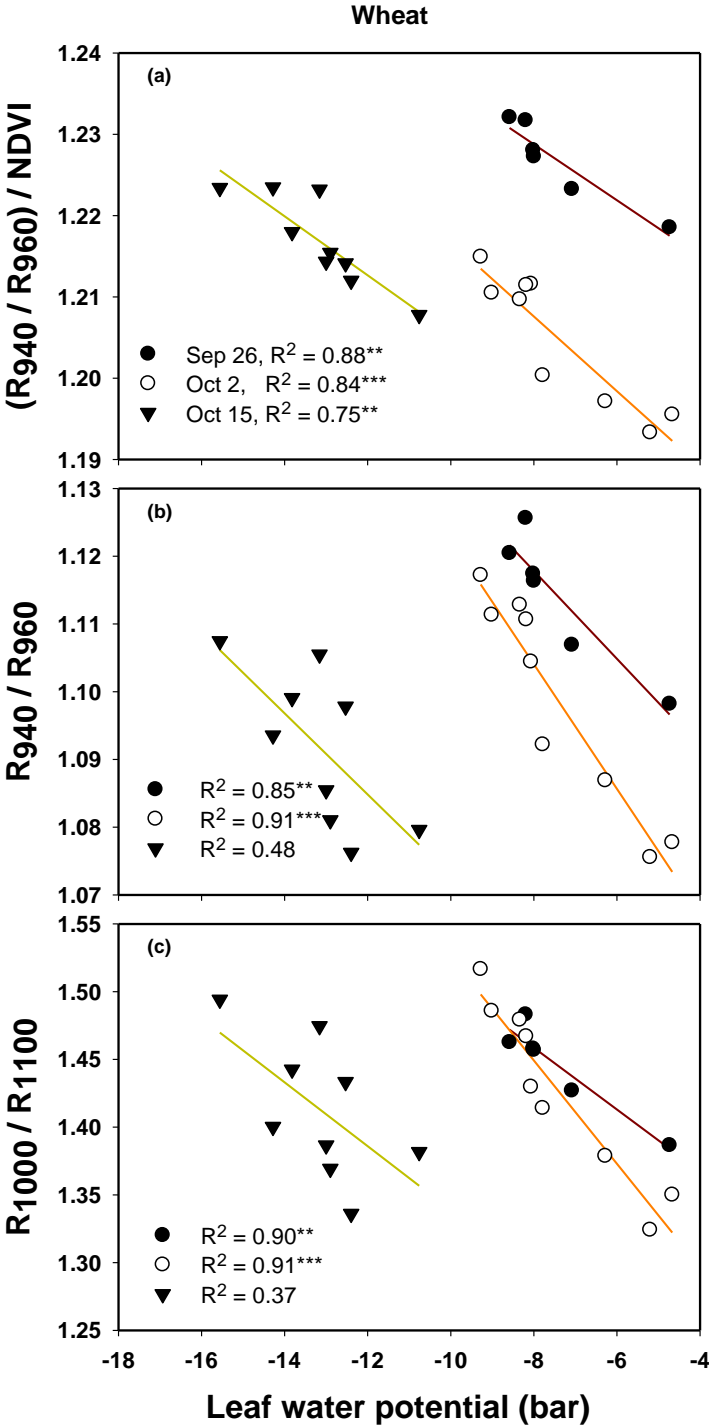 Wheat
(R940 / R960) / NDVI
1.24
1.23
1.22
1.21
1.20
1.19
(a)
Sep 26, R2 = 0.88**
Oct 2, R2 = 0.84***
Oct 15, R2 = 0.75**
R940 / R960
1.13
1.12
1.11
1.10
1.09
1.08
1.07
(b)
R2 = 0.85**
R2 = 0.91***
R2 = 0.48
R1000 / R1100
1.55
1.50
1.45
1.40
1.35
1.30
1.25
(c)
R2 = 0.90**
R2 = 0.91***
R2 = 0.37
-18 -16 -14 -12 -10 -8 -6 -4
Leaf water potential (bar)